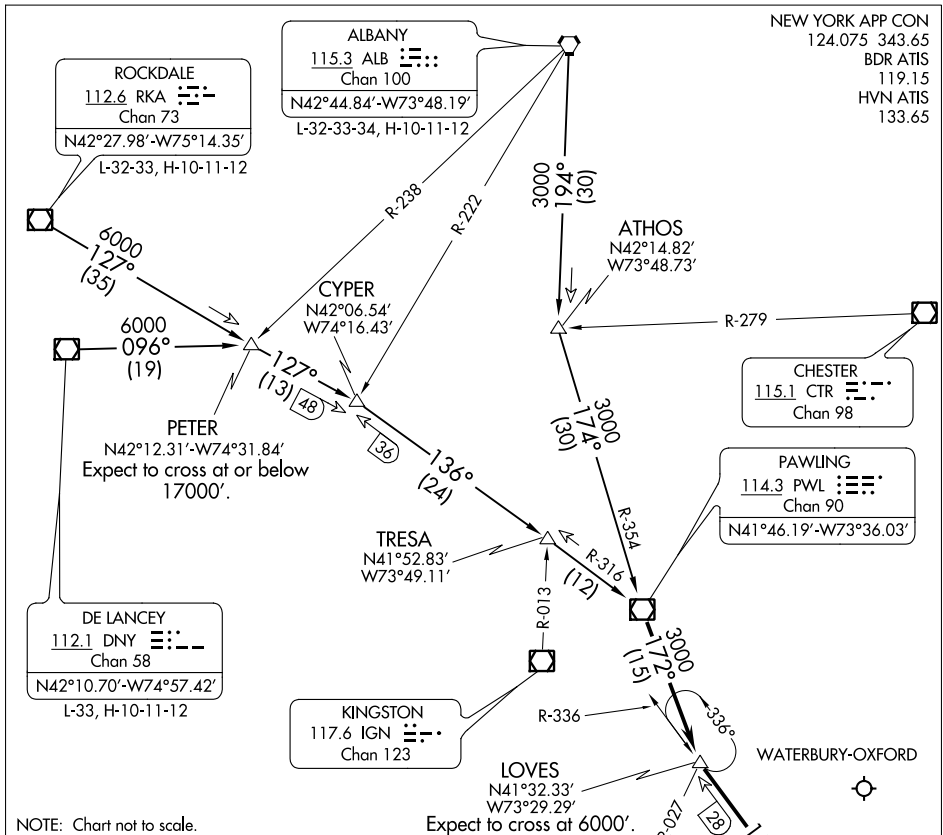 NEW YORK APP CON
124.075 343.65
BDR ATIS
119.15
HVN ATIS
133.65
ALBANY
115.3 ALB
Chan 100
N42°44.84'-W73°48.19'
L-32-33-34, H-10-11-12
ROCKDALE
112.6 RKA
Chan 73
N42°27.98'-W75°14.35'
L-32-33, H-10-11-12
R-238
R-222
3000
194°
(30)
6000
127°
(35)
ATHOS
N42°14.82'
W73°48.73'
CYPER
N42°06.54'
W74°16.43'
R-279
6000
096°
(19)
127°
(13)
48
36
CHESTER
115.1 CTR
Chan 98
PETER
N42°12.31'-W74°31.84'
Expect to cross at or below
17000'.
3000
174°
(30)
136°
(24)
PAWLING
114.3 PWL
Chan 90
N41°46.19'-W73°36.03'
R-354
TRESA
N41°52.83'
W73°49.11'
R-316
(12)
R-013
DE LANCEY
112.1 DNY
Chan 58
N42°10.70'-W74°57.42'
L-33, H-10-11-12
3000
172°
(15)
KINGSTON
117.6 IGN
Chan 123
R-336
336°
WATERBURY-OXFORD
LOVES
N41°32.33'
W73°29.29'
Expect to cross at 6000'.
-027
28
1
NOTE: Chart not to scale.